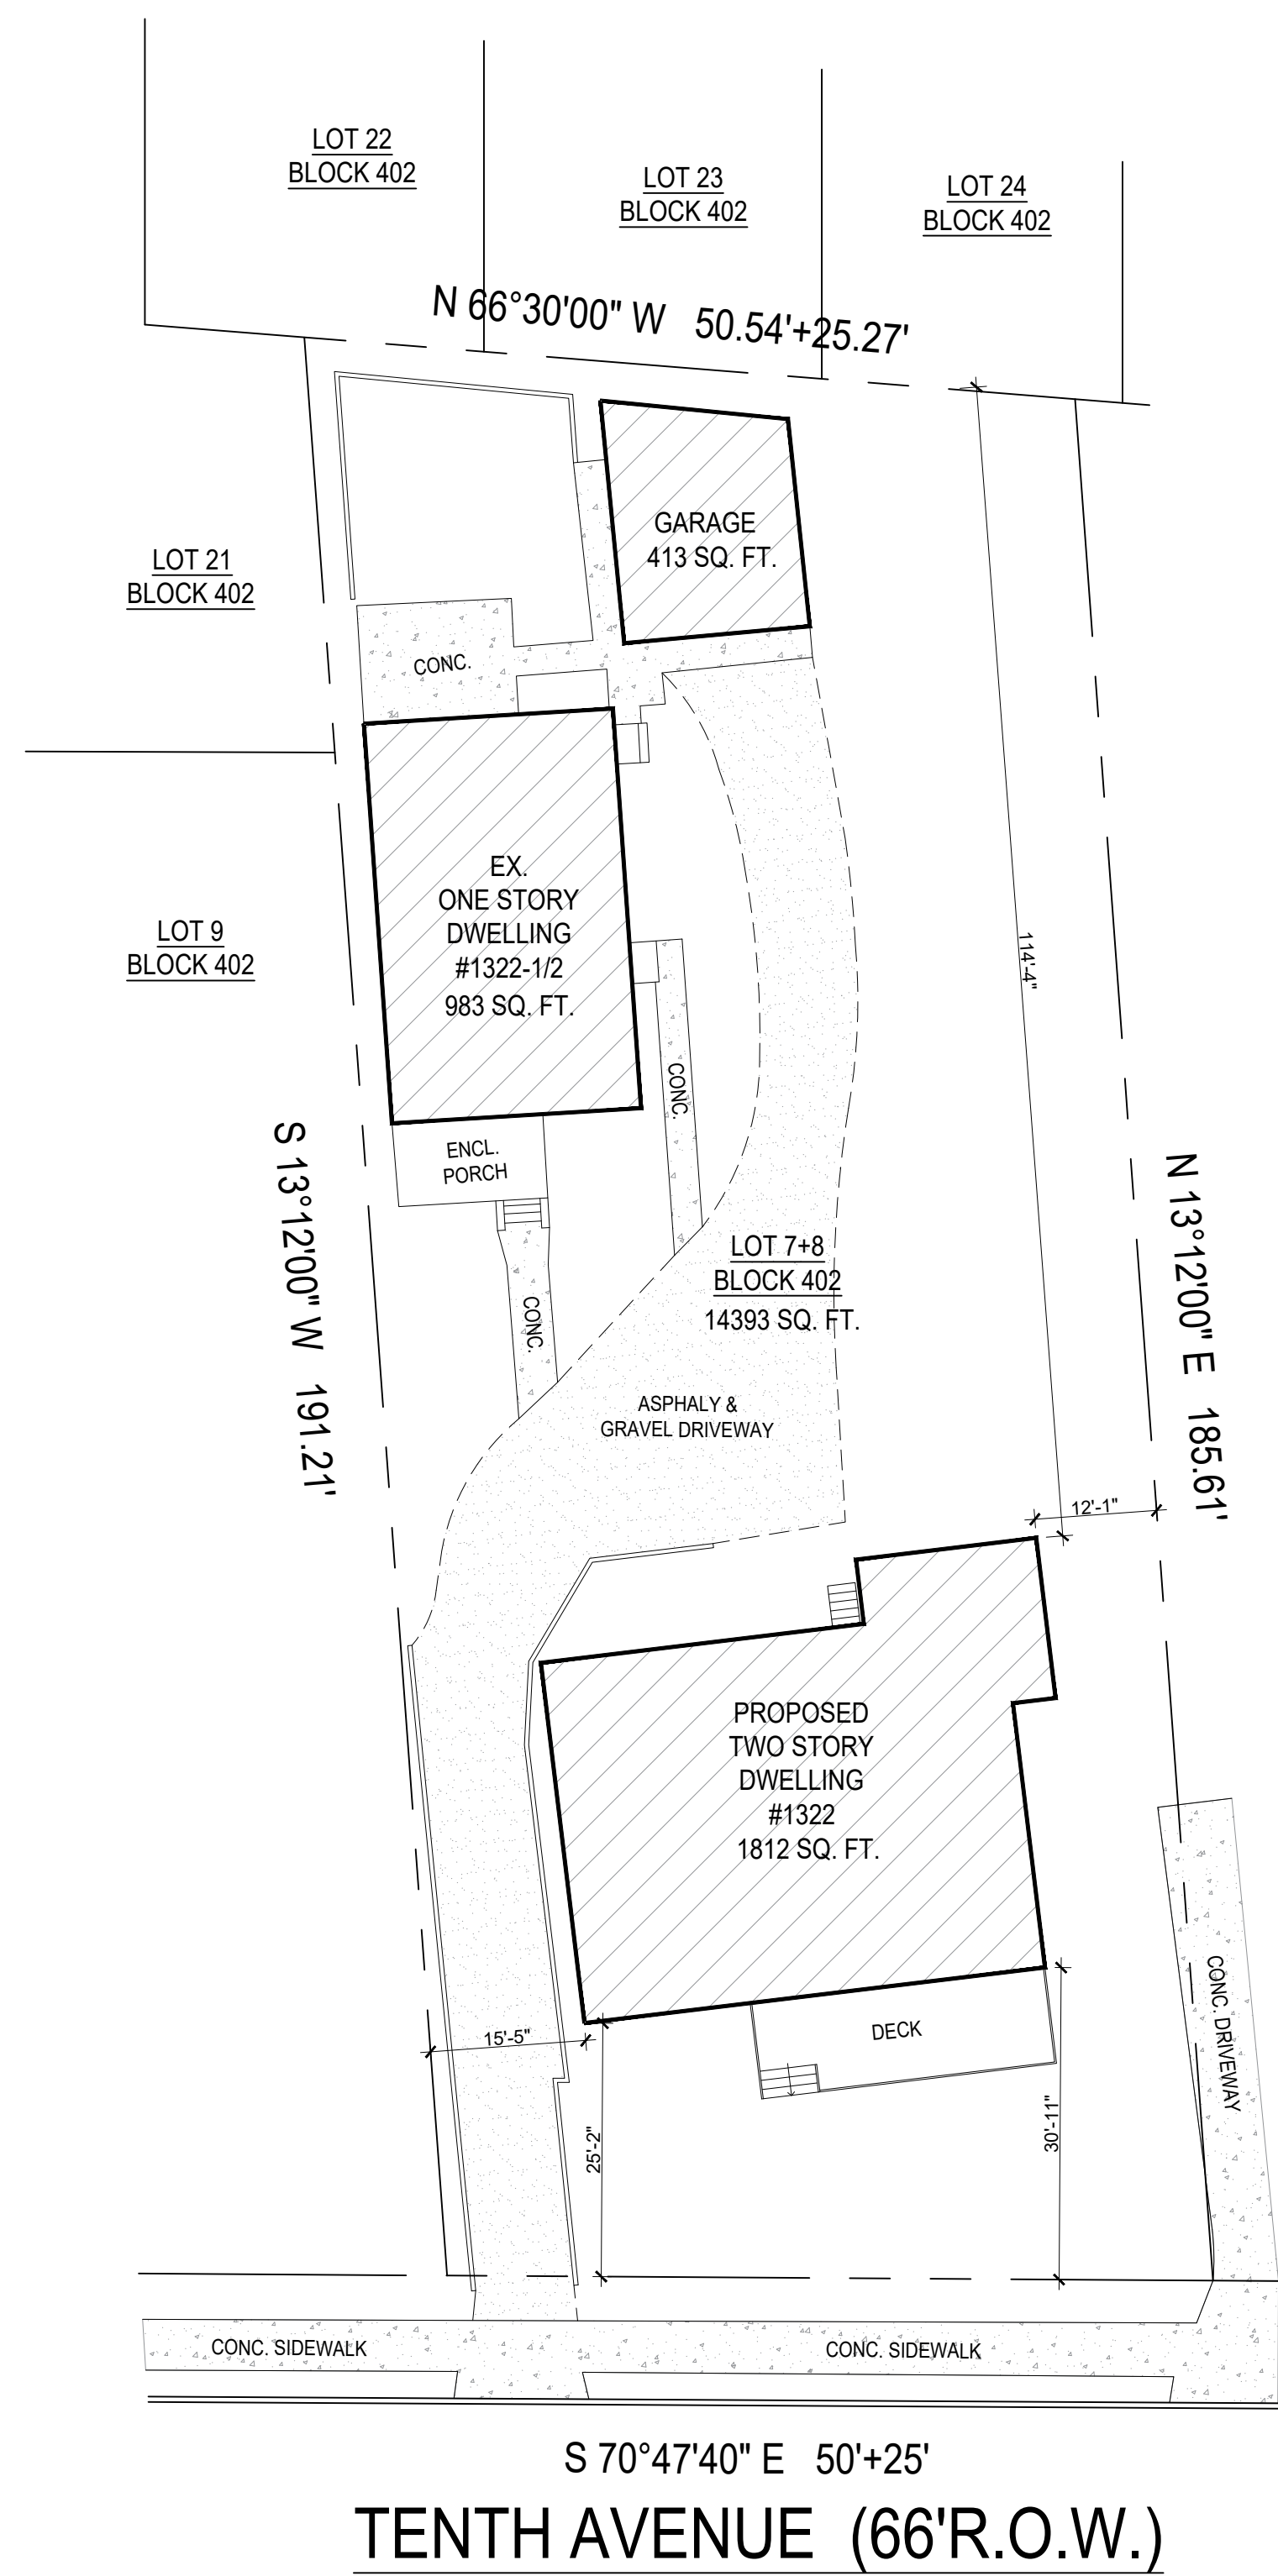 LOT 22
BLOCK 402
LOT 23
BLOCK 402
LOT 24
BLOCK 402
N 66°30'00" W 50.54'+25.27'
GARAGE
413 SQ. FT.
LOT 21
BLOCK 402
CONC.
EX.
ONE STORY
DWELLING
#1322-1/2
983 SQ. FT.
LOT 9
BLOCK 402
114'-4"
CONC.
ENCL.
PORCH
S 13°12'00" W 191.21'
N 13°12'00" E 185.61'
CONC.
LOT 7+8
BLOCK 402
14393 SQ. FT.
ASPHALY &
GRAVEL DRIVEWAY
12'-1"
PROPOSED
TWO STORY
DWELLING
#1322
1812 SQ. FT.
CONC. DRIVEWAY
DECK
15'-5"
25'-2"
30'-11"
CONC. SIDEWALK
CONC. SIDEWALK
S 70°47'40" E 50'+25'
TENTH AVENUE (66'R.O.W.)